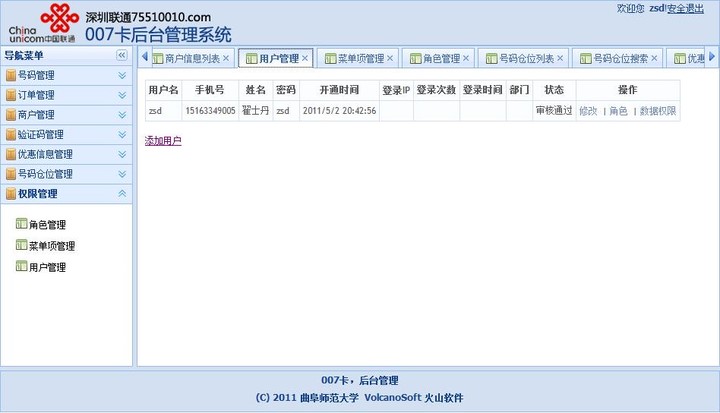 China unicom中国联通
深圳联通75510010.com
007卡后台管理系统
欢迎您 zsd!安全退出
导航菜单
号码管理
订单管理
商户管理
验证码管理
优惠信息管理
号码仓位管理
权限管理
角色管理
菜单项管理
用户管理
商户信息列表 用户管理 菜单项管理 角色管理 号码仓位列表 号码仓位搜索 优惠
用户名 手机号 姓名 密码 开通时间 登录IP 登录次数 登录时间 部门 状态 操作
zsd 15163349005 翟士丹 zsd 2011/5/2 20:42:56 审核通过 修改 | 角色 | 数据权限
添加用户
007卡，后台管理
(C) 2011 曲阜师范大学 VolcanoSoft 火山软件